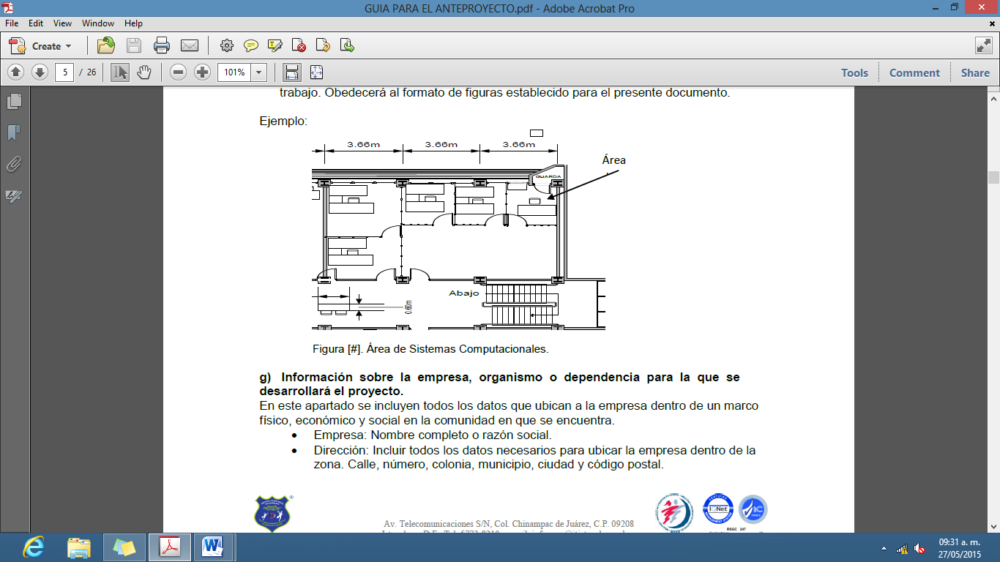 GUIA PARA EL ANTEPROYECTO.pdf - Adobe Acrobat Pro
File Edit View Window Help
Create
5 / 26
101%
Tools Comment Share
trabajo. Obedecerá al formato de figuras establecido para el presente documento.
Ejemplo:
3.66m 3.66m 3.66m
Área
GUARDA
Abajo
0.60m
Figura [#]. Área de Sistemas Computacionales.
g) Información sobre la empresa, organismo o dependencia para la que se
desarrollará el proyecto.
En este apartado se incluyen todos los datos que ubican a la empresa dentro de un marco
físico, económico y social en la comunidad en que se encuentra.
• Empresa: Nombre completo o razón social.
• Dirección: Incluir todos los datos necesarios para ubicar la empresa dentro de la
zona. Calle, número, colonia, municipio, ciudad y código postal.
IQNet
RSGC 247
Av. Telecomunicaciones S/N, Col. Chinampac de Juárez, C.P. 09208
09:31 a. m.
27/05/2015